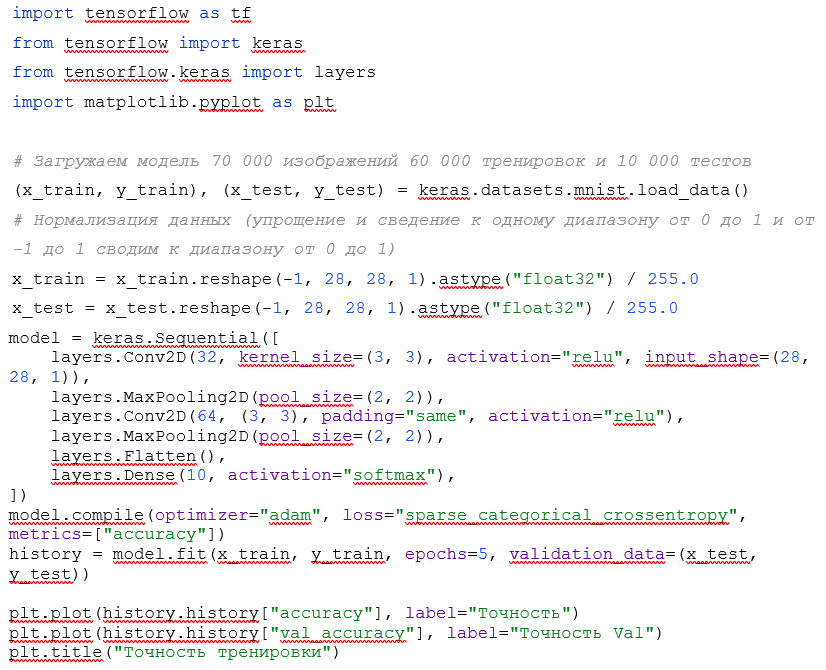 import tensorflow as tf
from tensorflow import keras
from tensorflow.keras import layers
import matplotlib.pyplot as plt
# Загружаем модель 70 000 изображений 60 000 тренировок и 10 000 тестов
(x_train, y_train), (x_test, y_test) = keras.datasets.mnist.load_data()
# Нормализация данных (упрощение и сведение к одному диапазону от 0 до 1 и от
-1 до 1 сводим к диапазону от 0 до 1)
x_train = x_train.reshape(-1, 28, 28, 1).astype("float32") / 255.0
x_test = x_test.reshape(-1, 28, 28, 1).astype("float32") / 255.0
model = keras.Sequential([
    layers.Conv2D(32, kernel_size=(3, 3), activation="relu", input_shape=(28,
28, 1)),
    layers.MaxPooling2D(pool_size=(2, 2)),
    layers.Conv2D(64, (3, 3), padding="same", activation="relu"),
    layers.MaxPooling2D(pool_size=(2, 2)),
    layers.Flatten(),
    layers.Dense(10, activation="softmax"),
])
model.compile(optimizer="adam", loss="sparse_categorical_crossentropy",
metrics=["accuracy"])
history = model.fit(x_train, y_train, epochs=5, validation_data=(x_test,
y_test))
plt.plot(history.history["accuracy"], label="Точность")
plt.plot(history.history["val_accuracy"], label="Точность Val")
plt.title("Точность тренировки")